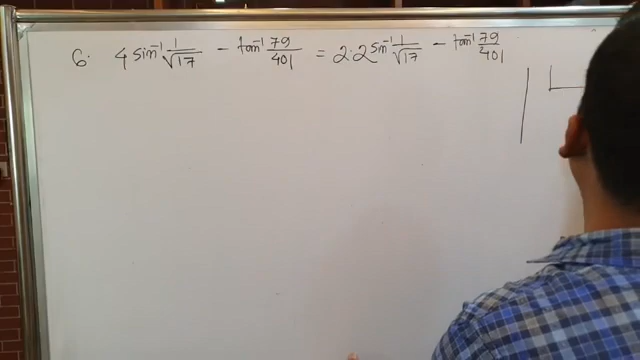 6. 4 sin⁻¹ 1/√17 − tan⁻¹ 79/401 = 2·2 sin⁻¹ 1/√17 − tan⁻¹ 79/401